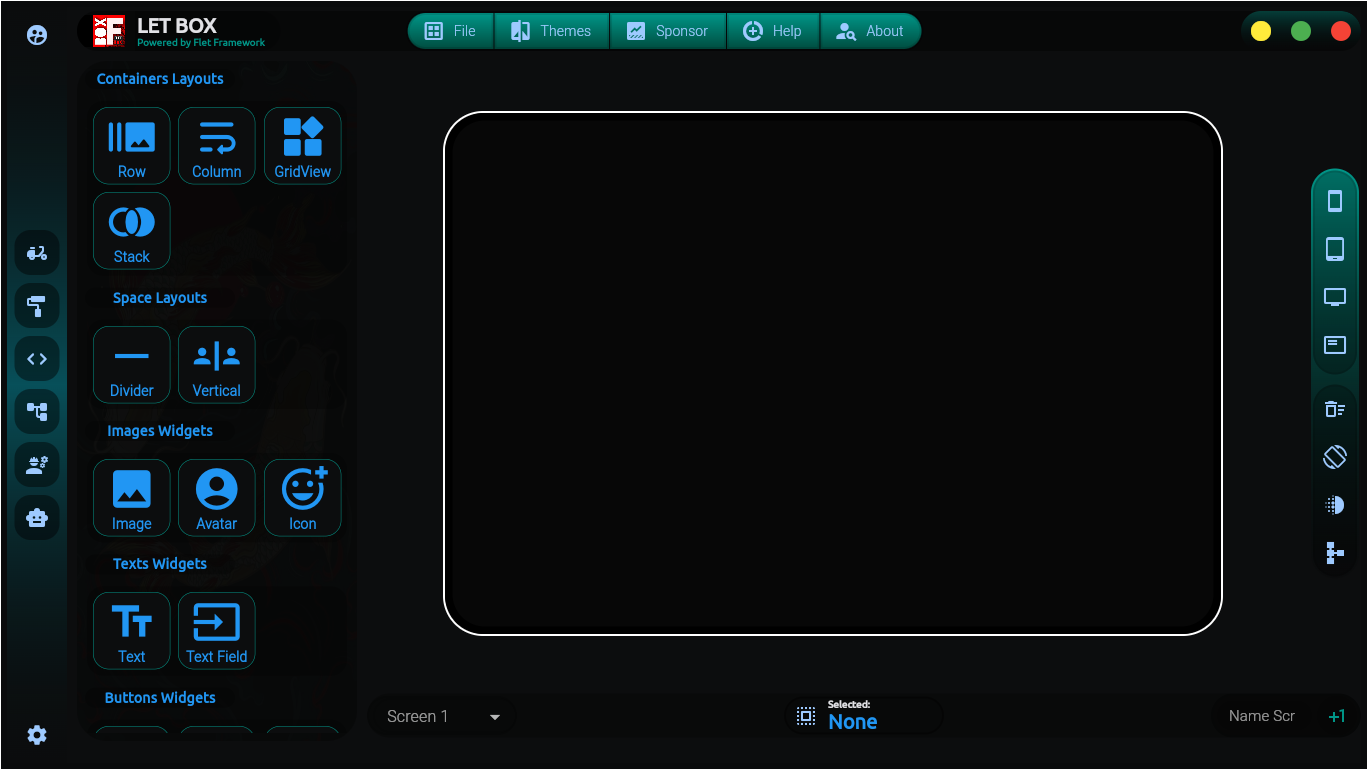 LET BOX
Powered by Flet Framework
File
Themes
Sponsor
Help
About
Containers Layouts
Row
Column
GridView
Stack
Space Layouts
Divider
Vertical
Images Widgets
Image
Avatar
Icon
Texts Widgets
Text
Text Field
Buttons Widgets
Screen 1
Selected:
None
Name Scr
+1